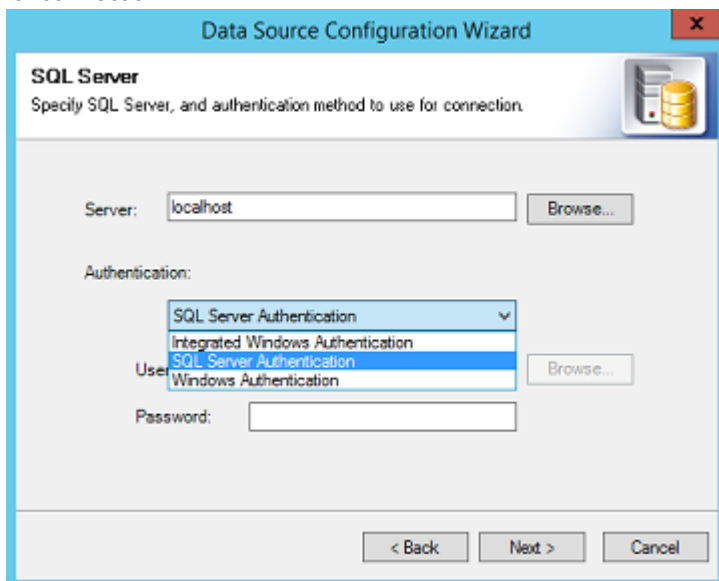 Data Source Configuration Wizard
x
SQL Server
Specify SQL Server, and authentication method to use for connection.
Server:
localhost
Browse...
Authentication:
SQL Server Authentication
Integrated Windows Authentication
SQL Server Authentication
Windows Authentication
Browse...
Password:
< Back
Next >
Cancel